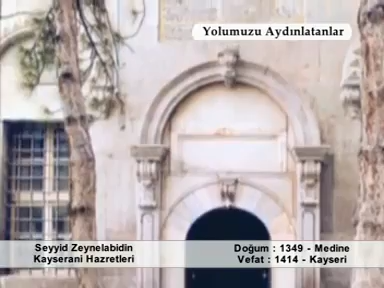 Yolumuzu Aydınlatanlar
Seyyid Zeynelabidin
Kayserani Hazretleri
Doğum : 1349 - Medine
Vefat : 1414 - Kayseri